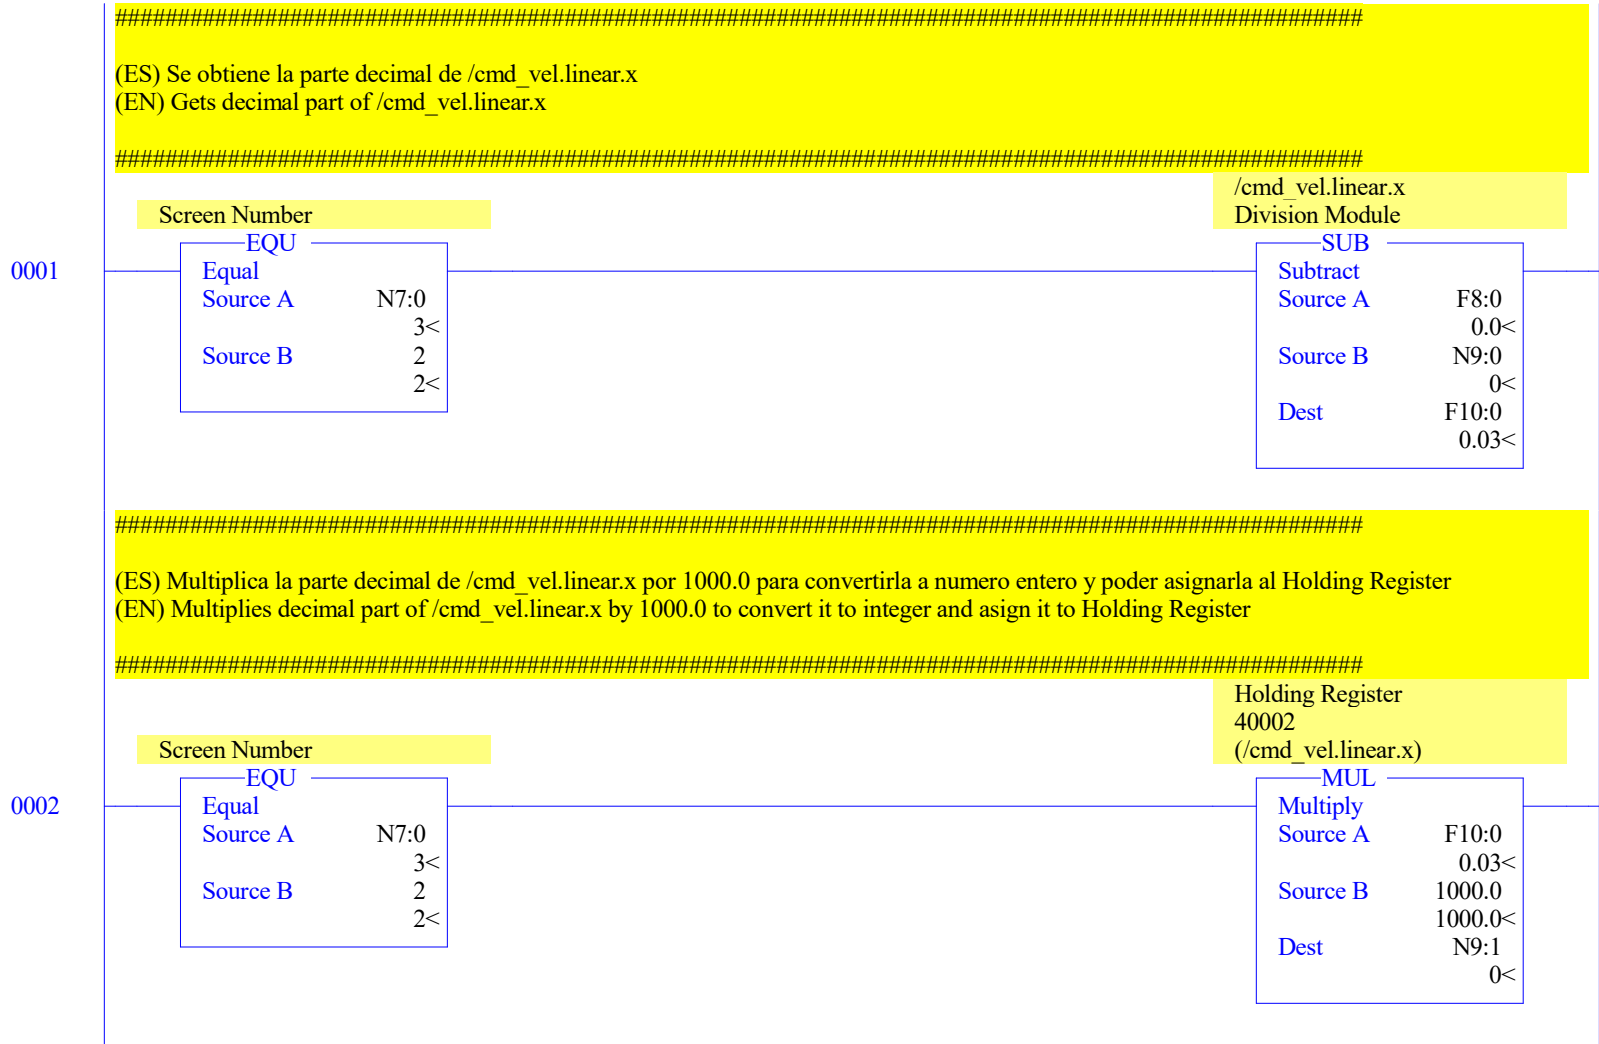 ####################################################################################################
(ES) Se obtiene la parte decimal de /cmd_vel.linear.x
(EN) Gets decimal part of /cmd_vel.linear.x
####################################################################################################
/cmd_vel.linear.x
Division Module
Screen Number
0001
EQU
Equal
Source A N7:0
3<
Source B 2
2<
SUB
Subtract
Source A F8:0
0.0<
Source B N9:0
0<
Dest F10:0
0.03<
####################################################################################################
(ES) Multiplica la parte decimal de /cmd_vel.linear.x por 1000.0 para convertirla a numero entero y poder asignarla al Holding Register
(EN) Multiplies decimal part of /cmd_vel.linear.x by 1000.0 to convert it to integer and asign it to Holding Register
####################################################################################################
Holding Register
40002
(/cmd_vel.linear.x)
Screen Number
0002
EQU
Equal
Source A N7:0
3<
Source B 2
2<
MUL
Multiply
Source A F10:0
0.03<
Source B 1000.0
1000.0<
Dest N9:1
0<